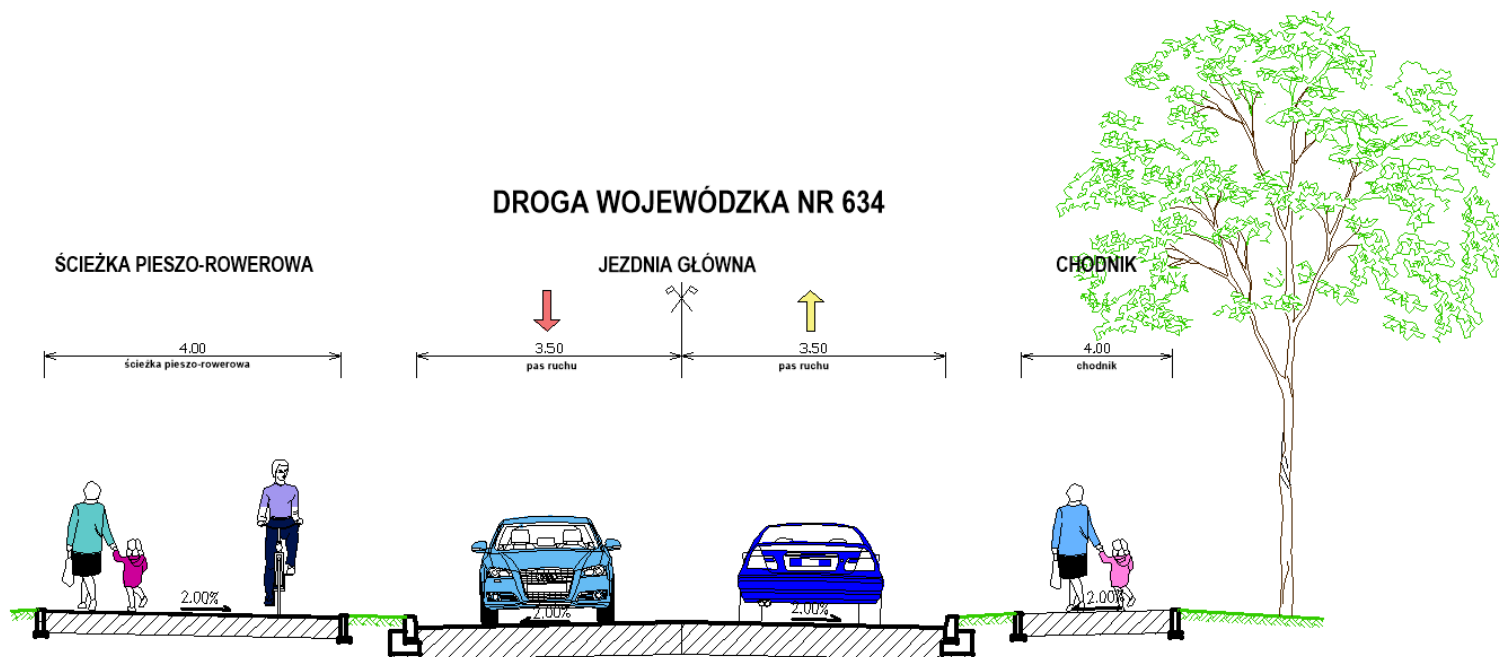 DROGA WOJEWÓDZKA NR 634
ŚCIEŻKA PIESZO-ROWEROWA
JEZDNIA GŁÓWNA
CHODNIK
4.00
ścieżka pieszo-rowerowa
3.50
pas ruchu
3.50
pas ruchu
4.00
chodnik
2.00%
2.00%
2.00%
2.00%